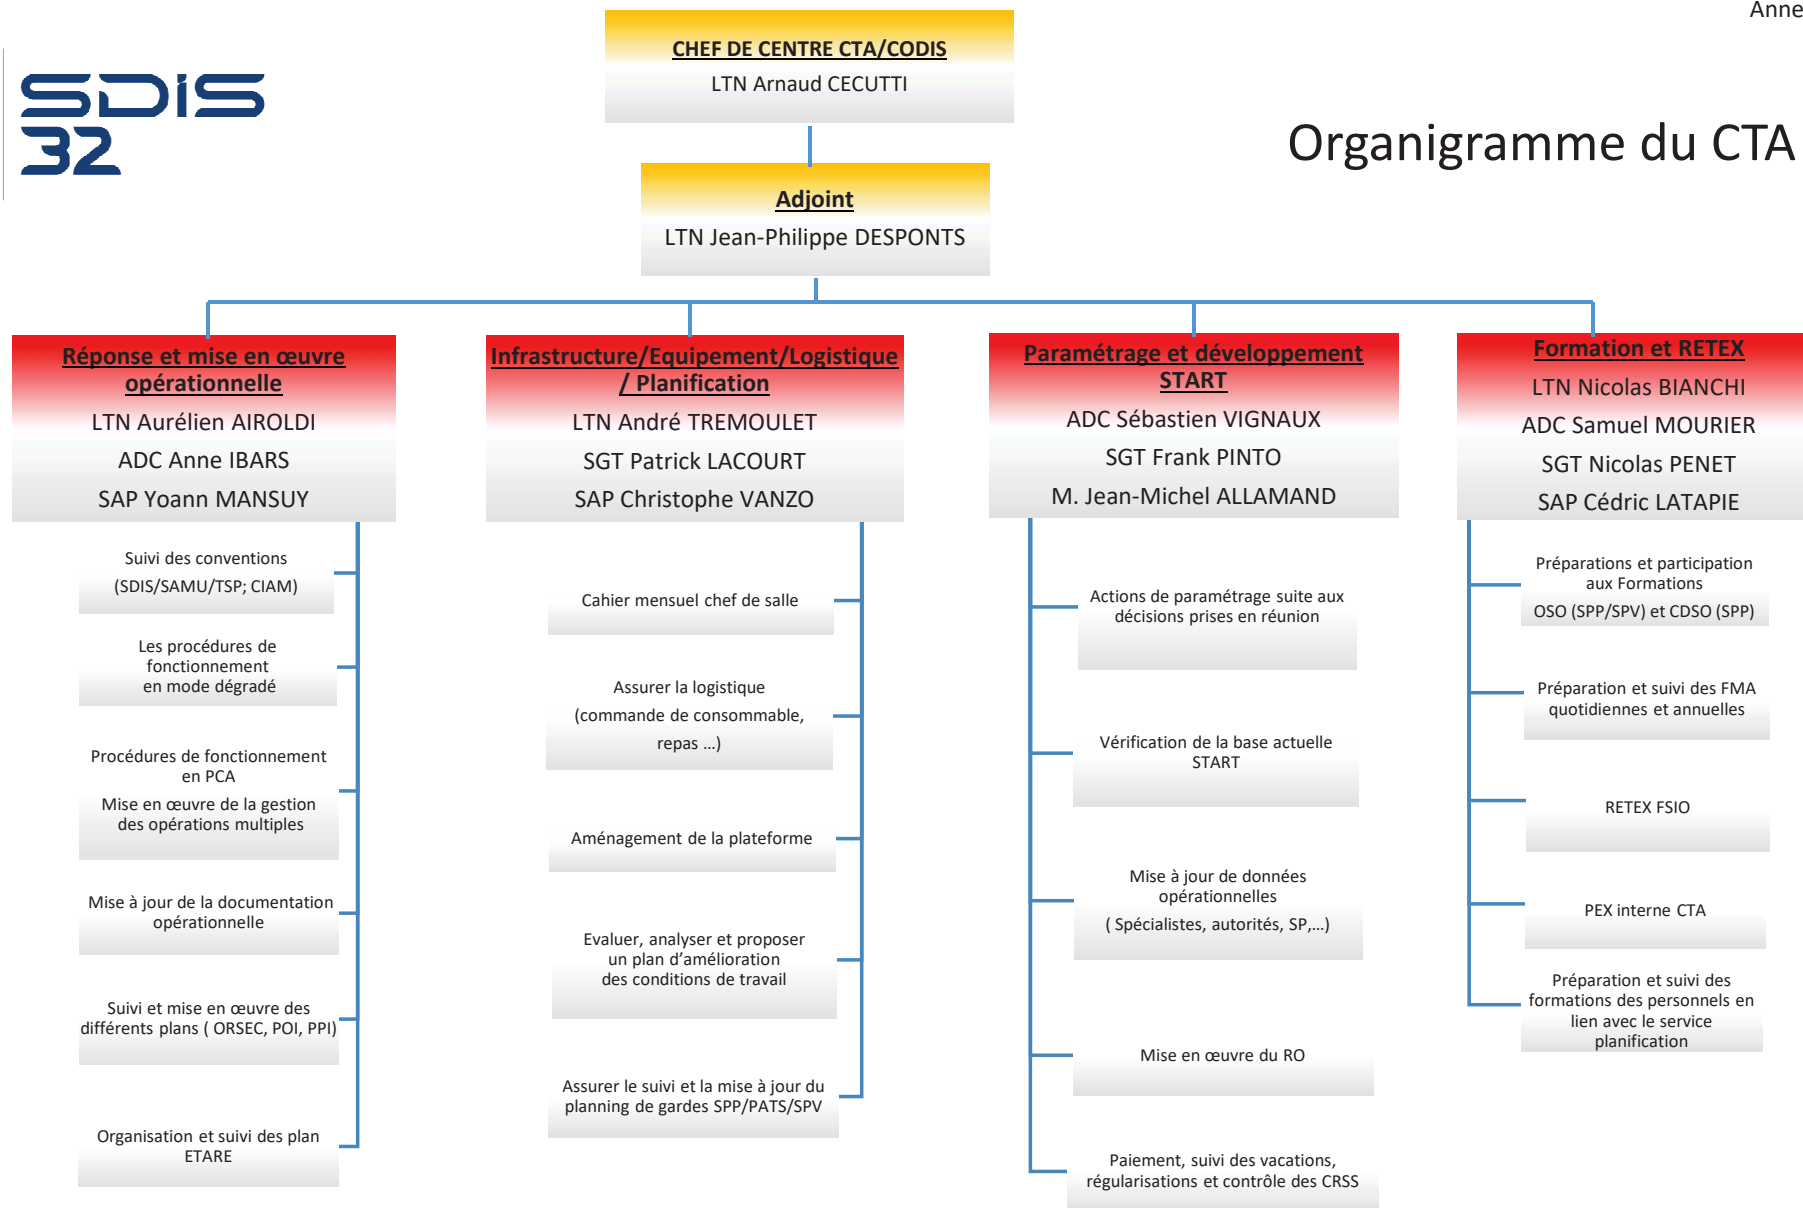 Anne
SDiS
32
Organigramme du CTA
CHEF DE CENTRE CTA/CODIS
LTN Arnaud CECUTTI
Adjoint
LTN Jean-Philippe DESPONTS
Réponse et mise en œuvre
opérationnelle
LTN Aurélien AIROLDI
ADC Anne IBARS
SAP Yoann MANSUY
Suivi des conventions
(SDIS/SAMU/TSP; CIAM)
Les procédures de
fonctionnement
en mode dégradé
Procédures de fonctionnement
en PCA
Mise en œuvre de la gestion
des opérations multiples
Mise à jour de la documentation
opérationnelle
Suivi et mise en œuvre des
différents plans ( ORSEC, POI, PPI)
Organisation et suivi des plan
ETARE
Infrastructure/Equipement/Logistique
/ Planification
LTN André TREMOULET
SGT Patrick LACOURT
SAP Christophe VANZO
Cahier mensuel chef de salle
Assurer la logistique
(commande de consommable,
repas ...)
Aménagement de la plateforme
Evaluer, analyser et proposer
un plan d’amélioration
des conditions de travail
Assurer le suivi et la mise à jour du
planning de gardes SPP/PATS/SPV
Paramétrage et développement
START
ADC Sébastien VIGNAUX
SGT Frank PINTO
M. Jean-Michel ALLAMAND
Actions de paramétrage suite aux
décisions prises en réunion
Vérification de la base actuelle
START
Mise à jour de données
opérationnelles
( Spécialistes, autorités, SP,...)
Mise en œuvre du RO
Paiement, suivi des vacations,
régularisations et contrôle des CRSS
Formation et RETEX
LTN Nicolas BIANCHI
ADC Samuel MOURIER
SGT Nicolas PENET
SAP Cédric LATAPIE
Préparations et participation
aux Formations
OSO (SPP/SPV) et CDSO (SPP)
Préparation et suivi des FMA
quotidiennes et annuelles
RETEX FSIO
PEX interne CTA
Préparation et suivi des
formations des personnels en
lien avec le service
planification